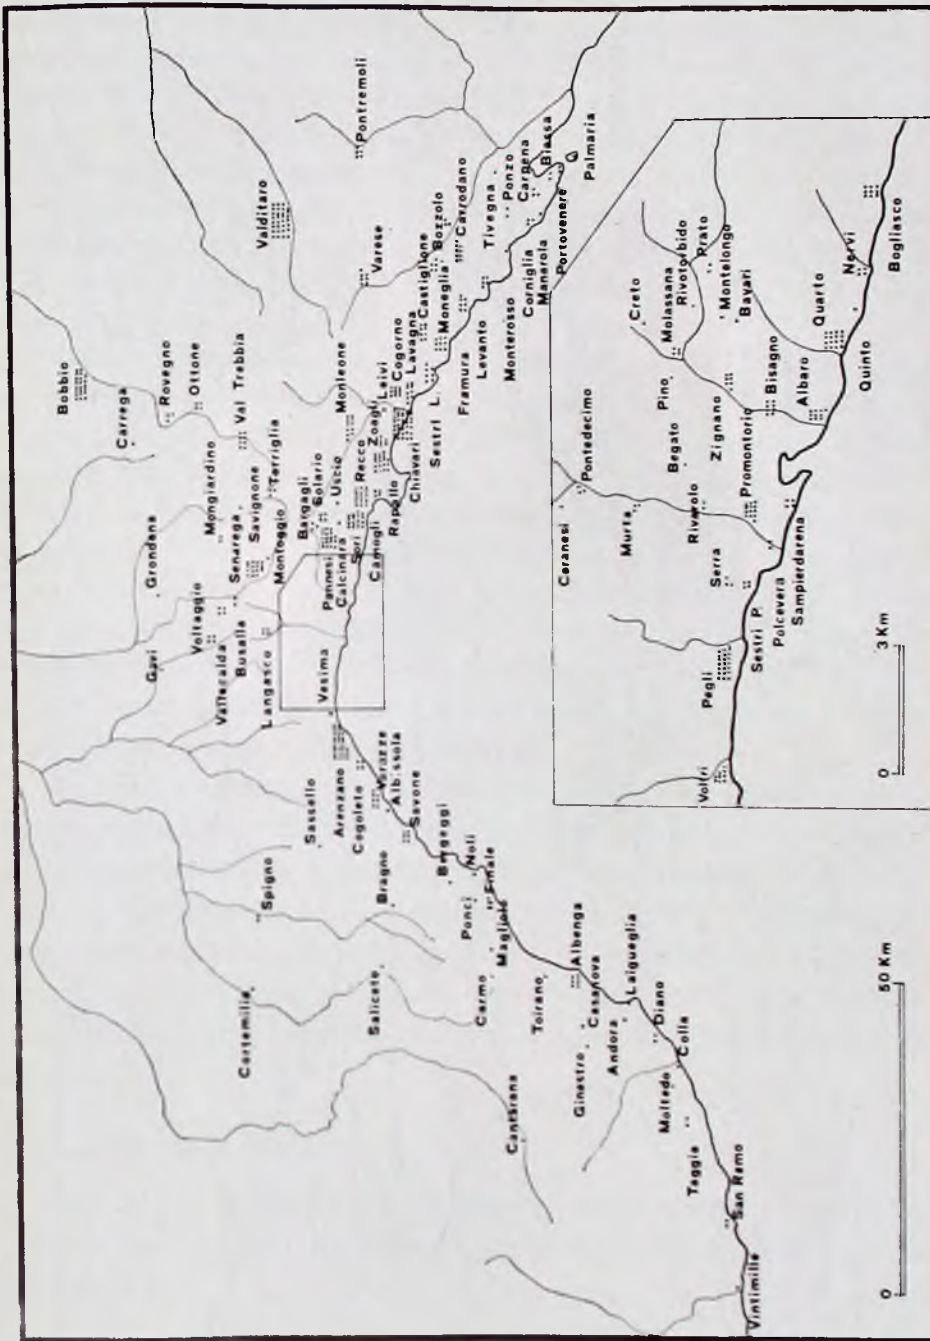 Bobbio
Carrega
Rovegno
Ottone
Val Trebbia
Grondona
Mongiardino
Senarega
Savignone
Torriglia
Montoggio
Gavi
Voltaggio
Valleralda
Busalla
Langasco
Vesima
Bargagli
Solario
Uscio
Pannesi
Calcinara
Sori
Recco
Camogli
Rapallo
Zoagli
Chiavari
Leivi
Monleone
Cogorno
Lavagna
Sestri L.
Castiglione
Moneglia
Framura
Bozzolo
Levanto
Monterosso
Carrodano
Varese
Valditaro
Pontremoli
Tivegna
Ponzo
Corniglia
Manarola
Carpena
Biassa
Portovenere
Palmaria
Arenzano
Cogoleto
Varazze
Albissola
Savone
Sassello
Spigno
Bragno
Bergeggi
Noli
Ponci
Finale
Magliolo
Cortemilia
Saliceto
Carmo
Toirano
Albenga
Casanova
Ginestro
Andora
Laigueglia
Diano
Colla
Moltedo
Cantarana
Taggia
San Remo
Vintimille
0
50 Km
Ceranesi
Pontedecimo
Murta
Rivarolo
Serra
Promontorio
Begato
Pino
Zignano
Creto
Molassana
Rivotorbido
Prato
Montelongo
Bavari
Bisagno
Albaro
Quarto
Quinto
Nervi
Bogliasco
Voltri
Pegli
Sestri P.
Polcevera
Sampierdarena
0
3 Km